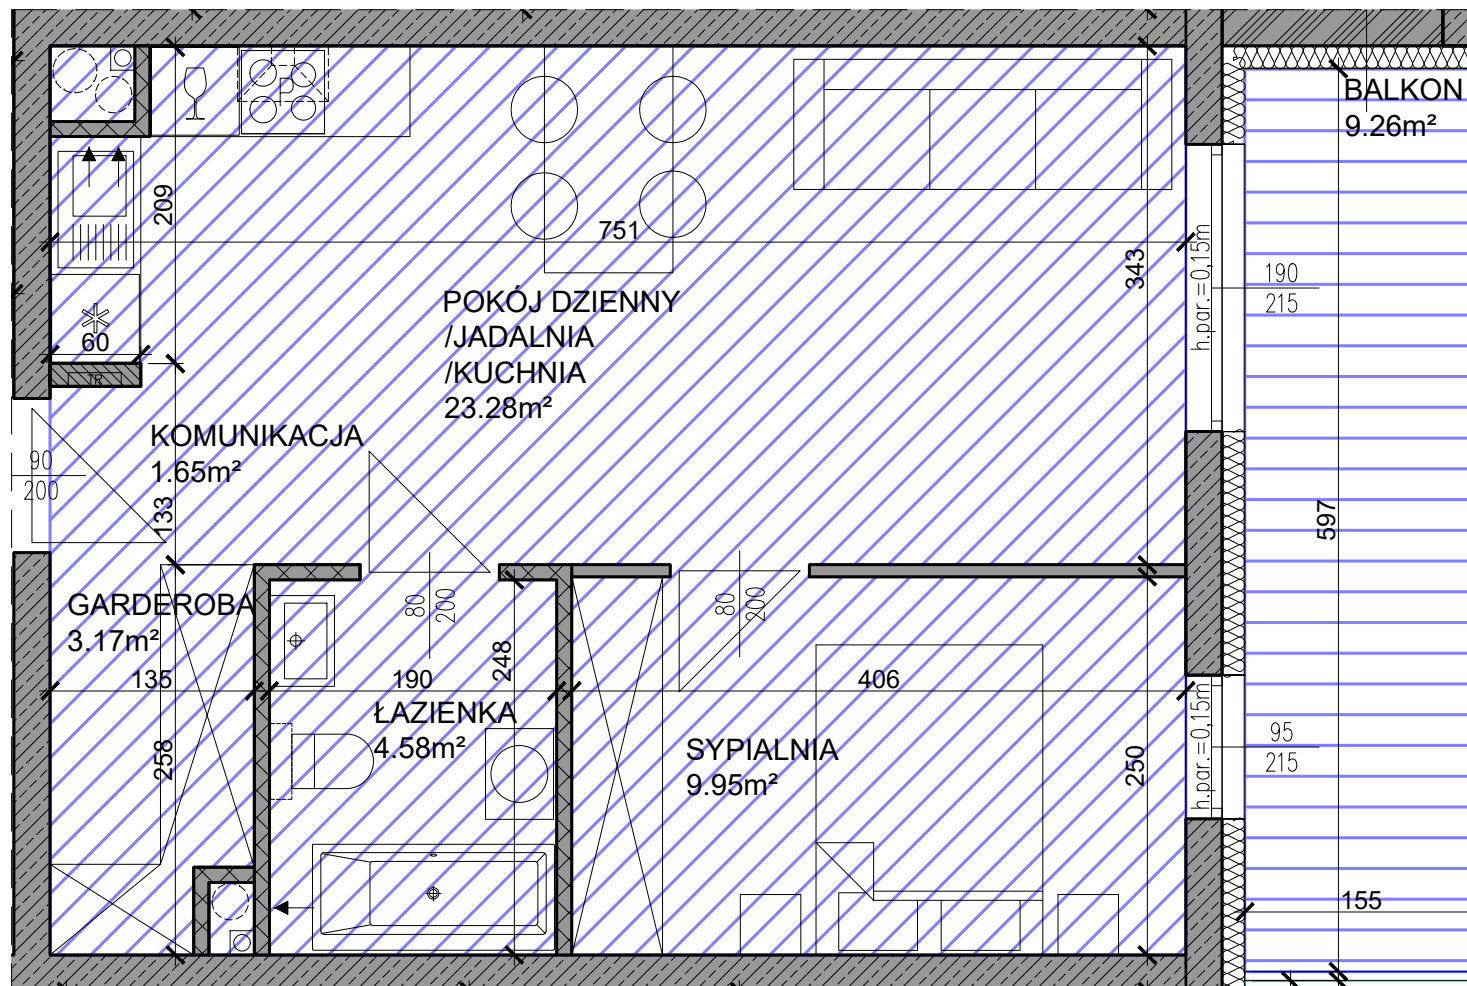 BALKON
9.26m²
209
751
343
h.par.=0,15m
190
215
POKÓJ DZIENNY
/JADALNIA
/KUCHNIA
23.28m²
60
TR
KOMUNIKACJA
1.65m²
90
200
133
597
GARDEROBA
3.17m²
80
200
80
200
248
135
190
406
ŁAZIENKA
4.58m²
SYPIALNIA
9.95m²
258
250
h.par.=0,15m
95
215
155